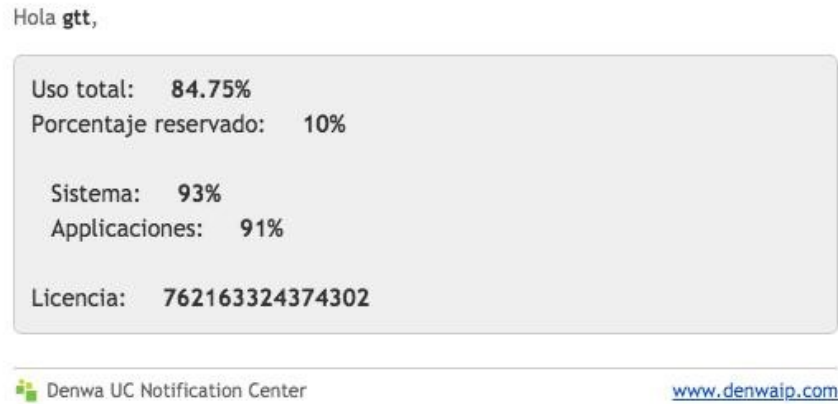 Hola gtt,
Uso total: 84.75%
Porcentaje reservado: 10%
Sistema: 93%
Applicaciones: 91%
Licencia: 762163324374302
Denwa UC Notification Center
www.denwaip.com